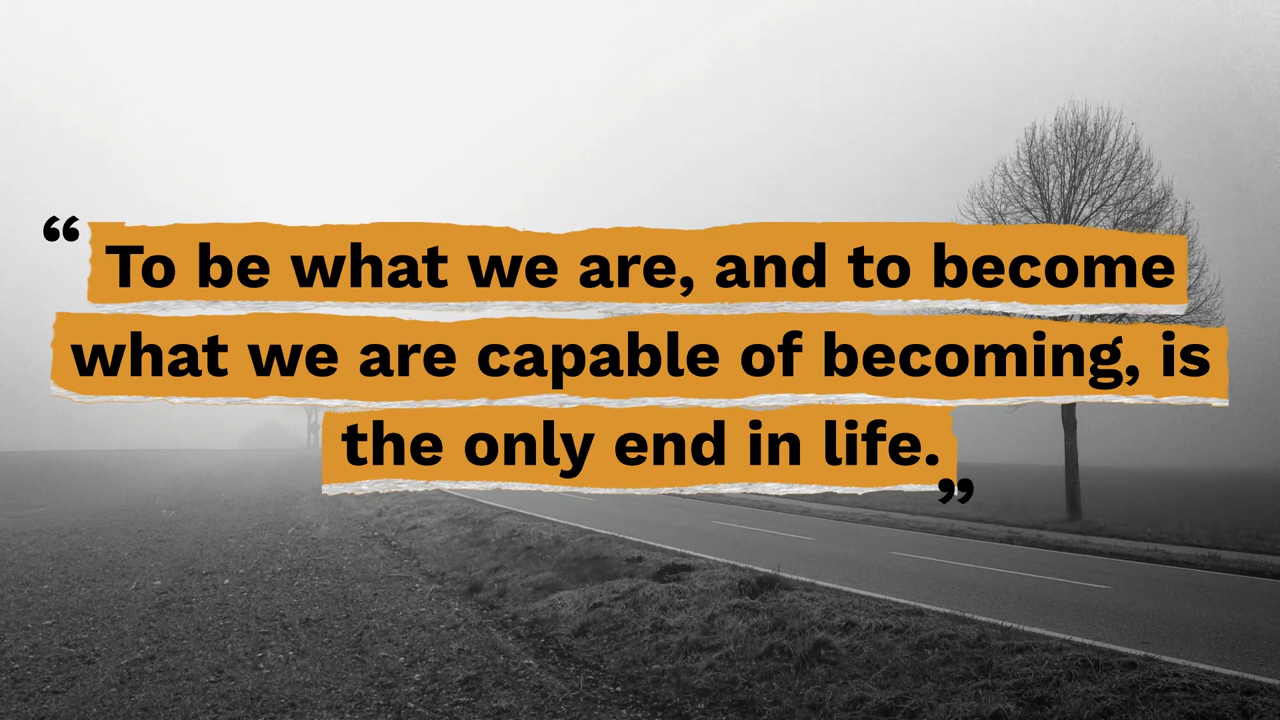 “To be what we are, and to become
what we are capable of becoming, is
the only end in life.”